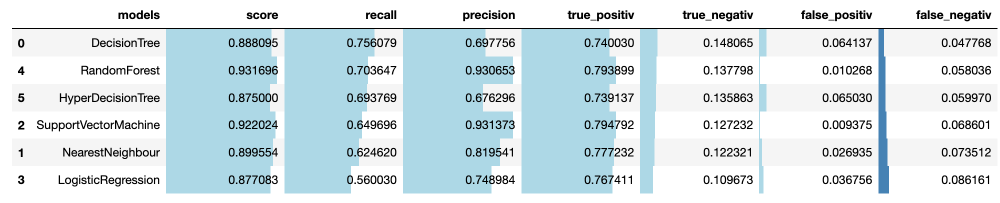 models score recall precision true_positiv true_negativ false_positiv false_negativ
0 DecisionTree 0.888095 0.756079 0.697756 0.740030 0.148065 0.064137 0.047768
4 RandomForest 0.931696 0.703647 0.930653 0.793899 0.137798 0.010268 0.058036
5 HyperDecisionTree 0.875000 0.693769 0.676296 0.739137 0.135863 0.065030 0.059970
2 SupportVectorMachine 0.922024 0.649696 0.931373 0.794792 0.127232 0.009375 0.068601
1 NearestNeighbour 0.899554 0.624620 0.819541 0.777232 0.122321 0.026935 0.073512
3 LogisticRegression 0.877083 0.560030 0.748984 0.767411 0.109673 0.036756 0.086161